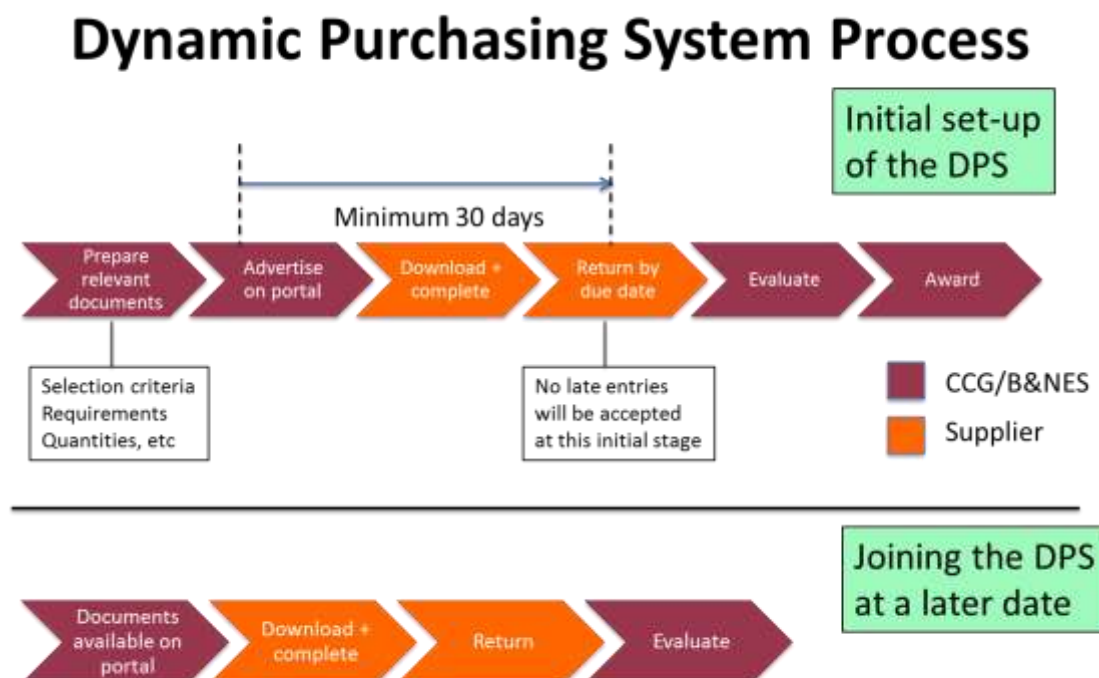 Dynamic Purchasing System Process
Initial set-up
of the DPS
Minimum 30 days
Prepare
relevant
documents
Advertise
on portal
Download +
complete
Return by
due date
Evaluate
Award
Selection criteria
Requirements
Quantities, etc
No late entries
will be accepted
at this initial stage
CCG/B&NES
Supplier
Joining the DPS
at a later date
Documents
available on
portal
Download +
complete
Return
Evaluate